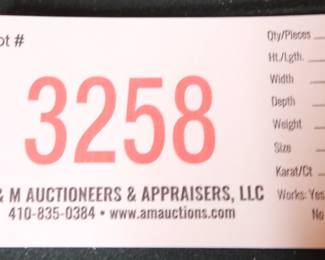 ot #
3258
& M AUCTIONEERS & APPRAISERS, LLC
410-835-0384 • www.amauctions.com
Qty/Pieces
Ht./Lgth.
Width
Depth
Weight
Size
Karat/Ct
Works: Yes
No